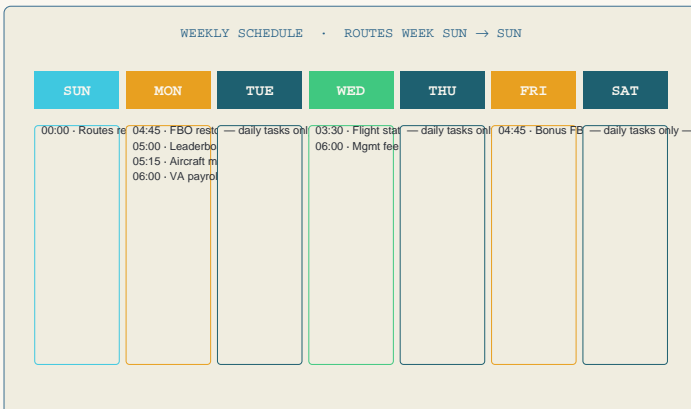 WEEKLY SCHEDULE · ROUTES WEEK SUN → SUN
SUN MON TUE WED THU FRI SAT
00:00 · Routes re
04:45 · FBO resto
05:00 · Leaderbo
05:15 · Aircraft m
06:00 · VA payrol
— daily tasks onl
03:30 · Flight stat
06:00 · Mgmt fee
— daily tasks onl
04:45 · Bonus FB
— daily tasks only —